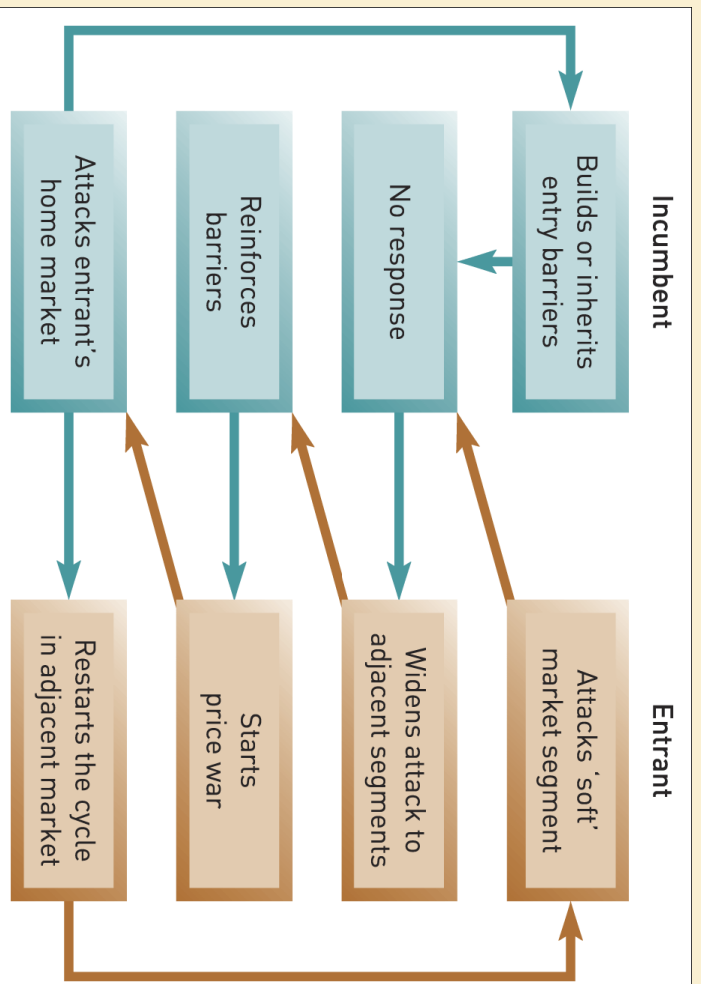 Incumbent
Entrant
Builds or inherits
entry barriers
Attacks ‘soft’
market segment
No response
Widens attack to
adjacent segments
Reinforces
barriers
Starts
price war
Attacks entrant’s
home market
Restarts the cycle
in adjacent market